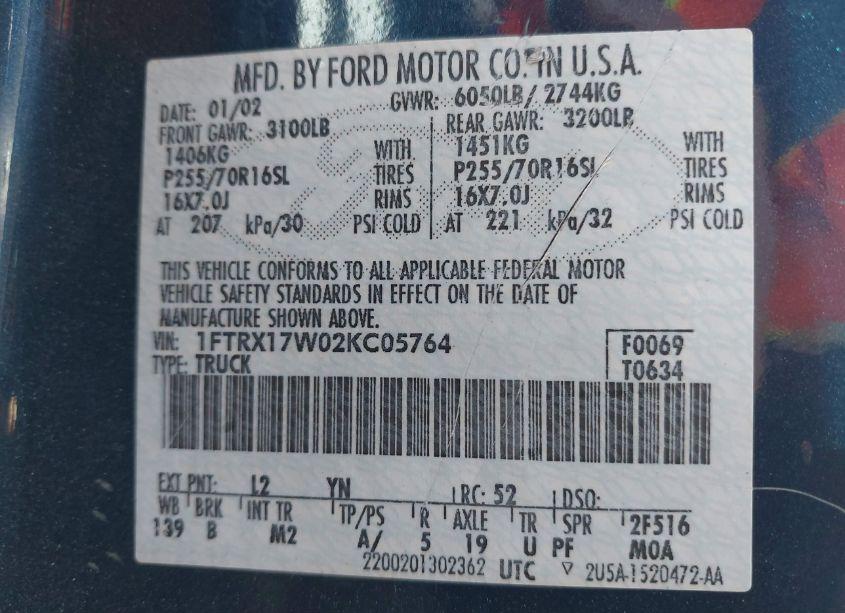 MFD. BY FORD MOTOR CO. IN U.S.A.
DATE: 01/02 GVWR: 6050LB/ 2744KG
FRONT GAWR: 3100LB REAR GAWR: 3200LB
1406KG WITH 1451KG WITH
P255/70R16SL TIRES P255/70R16SL TIRES
16X7.0J RIMS 16X7.0J RIMS
AT 207 kPa/30 PSI COLD AT 221 kPa/32 PSI COLD
THIS VEHICLE CONFORMS TO ALL APPLICABLE FEDERAL MOTOR
VEHICLE SAFETY STANDARDS IN EFFECT ON THE DATE OF
MANUFACTURE SHOWN ABOVE.
VIN: 1FTRX17W02KC05764 F0069
TYPE: TRUCK T0634
EXT PNT: L2 YN RC: 52 DSO:
WB BRK INT TR TP/PS R AXLE TR SPR 2F516
139 B M2 A/ 5 19 U PF MOA
2200201302362 UTC ▽ 2U5A-1520472-AA